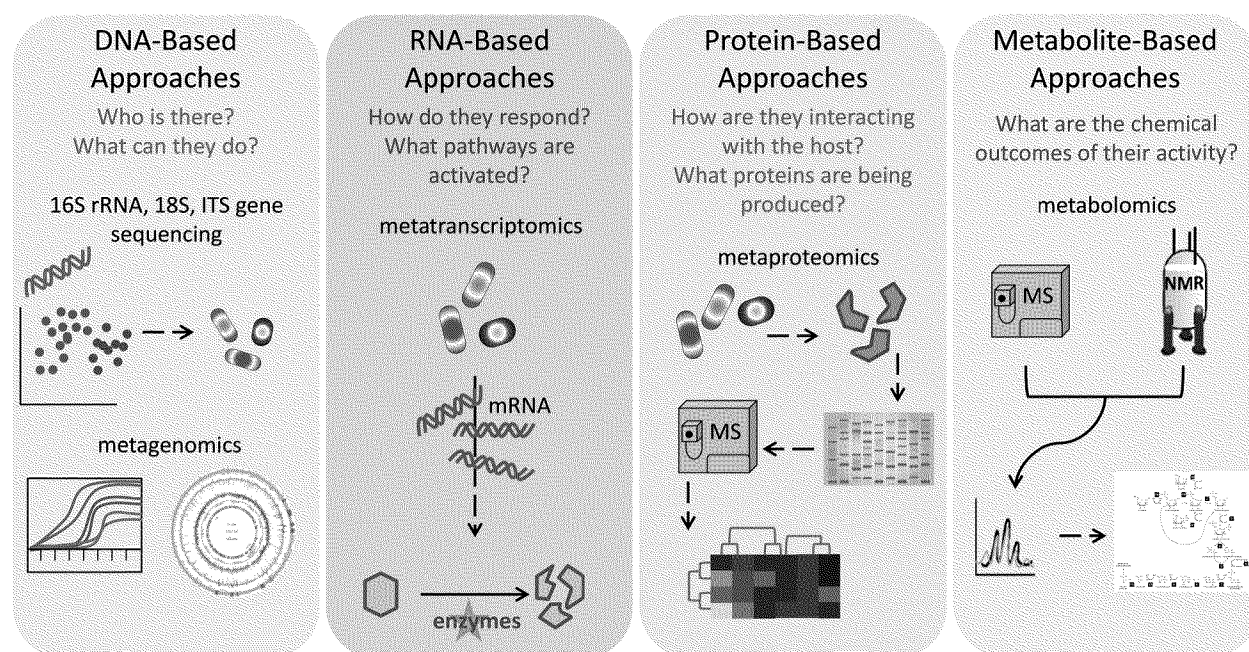 DNA-Based
Approaches
Who is there?
What can they do?
16S rRNA, 18S, ITS gene
sequencing
metagenomics
RNA-Based
Approaches
How do they respond?
What pathways are
activated?
metatranscriptomics
mRNA
enzymes
Protein-Based
Approaches
How are they interacting
with the host?
What proteins are being
produced?
metaproteomics
MS
Metabolite-Based
Approaches
What are the chemical
outcomes of their activity?
metabolomics
MS
NMR